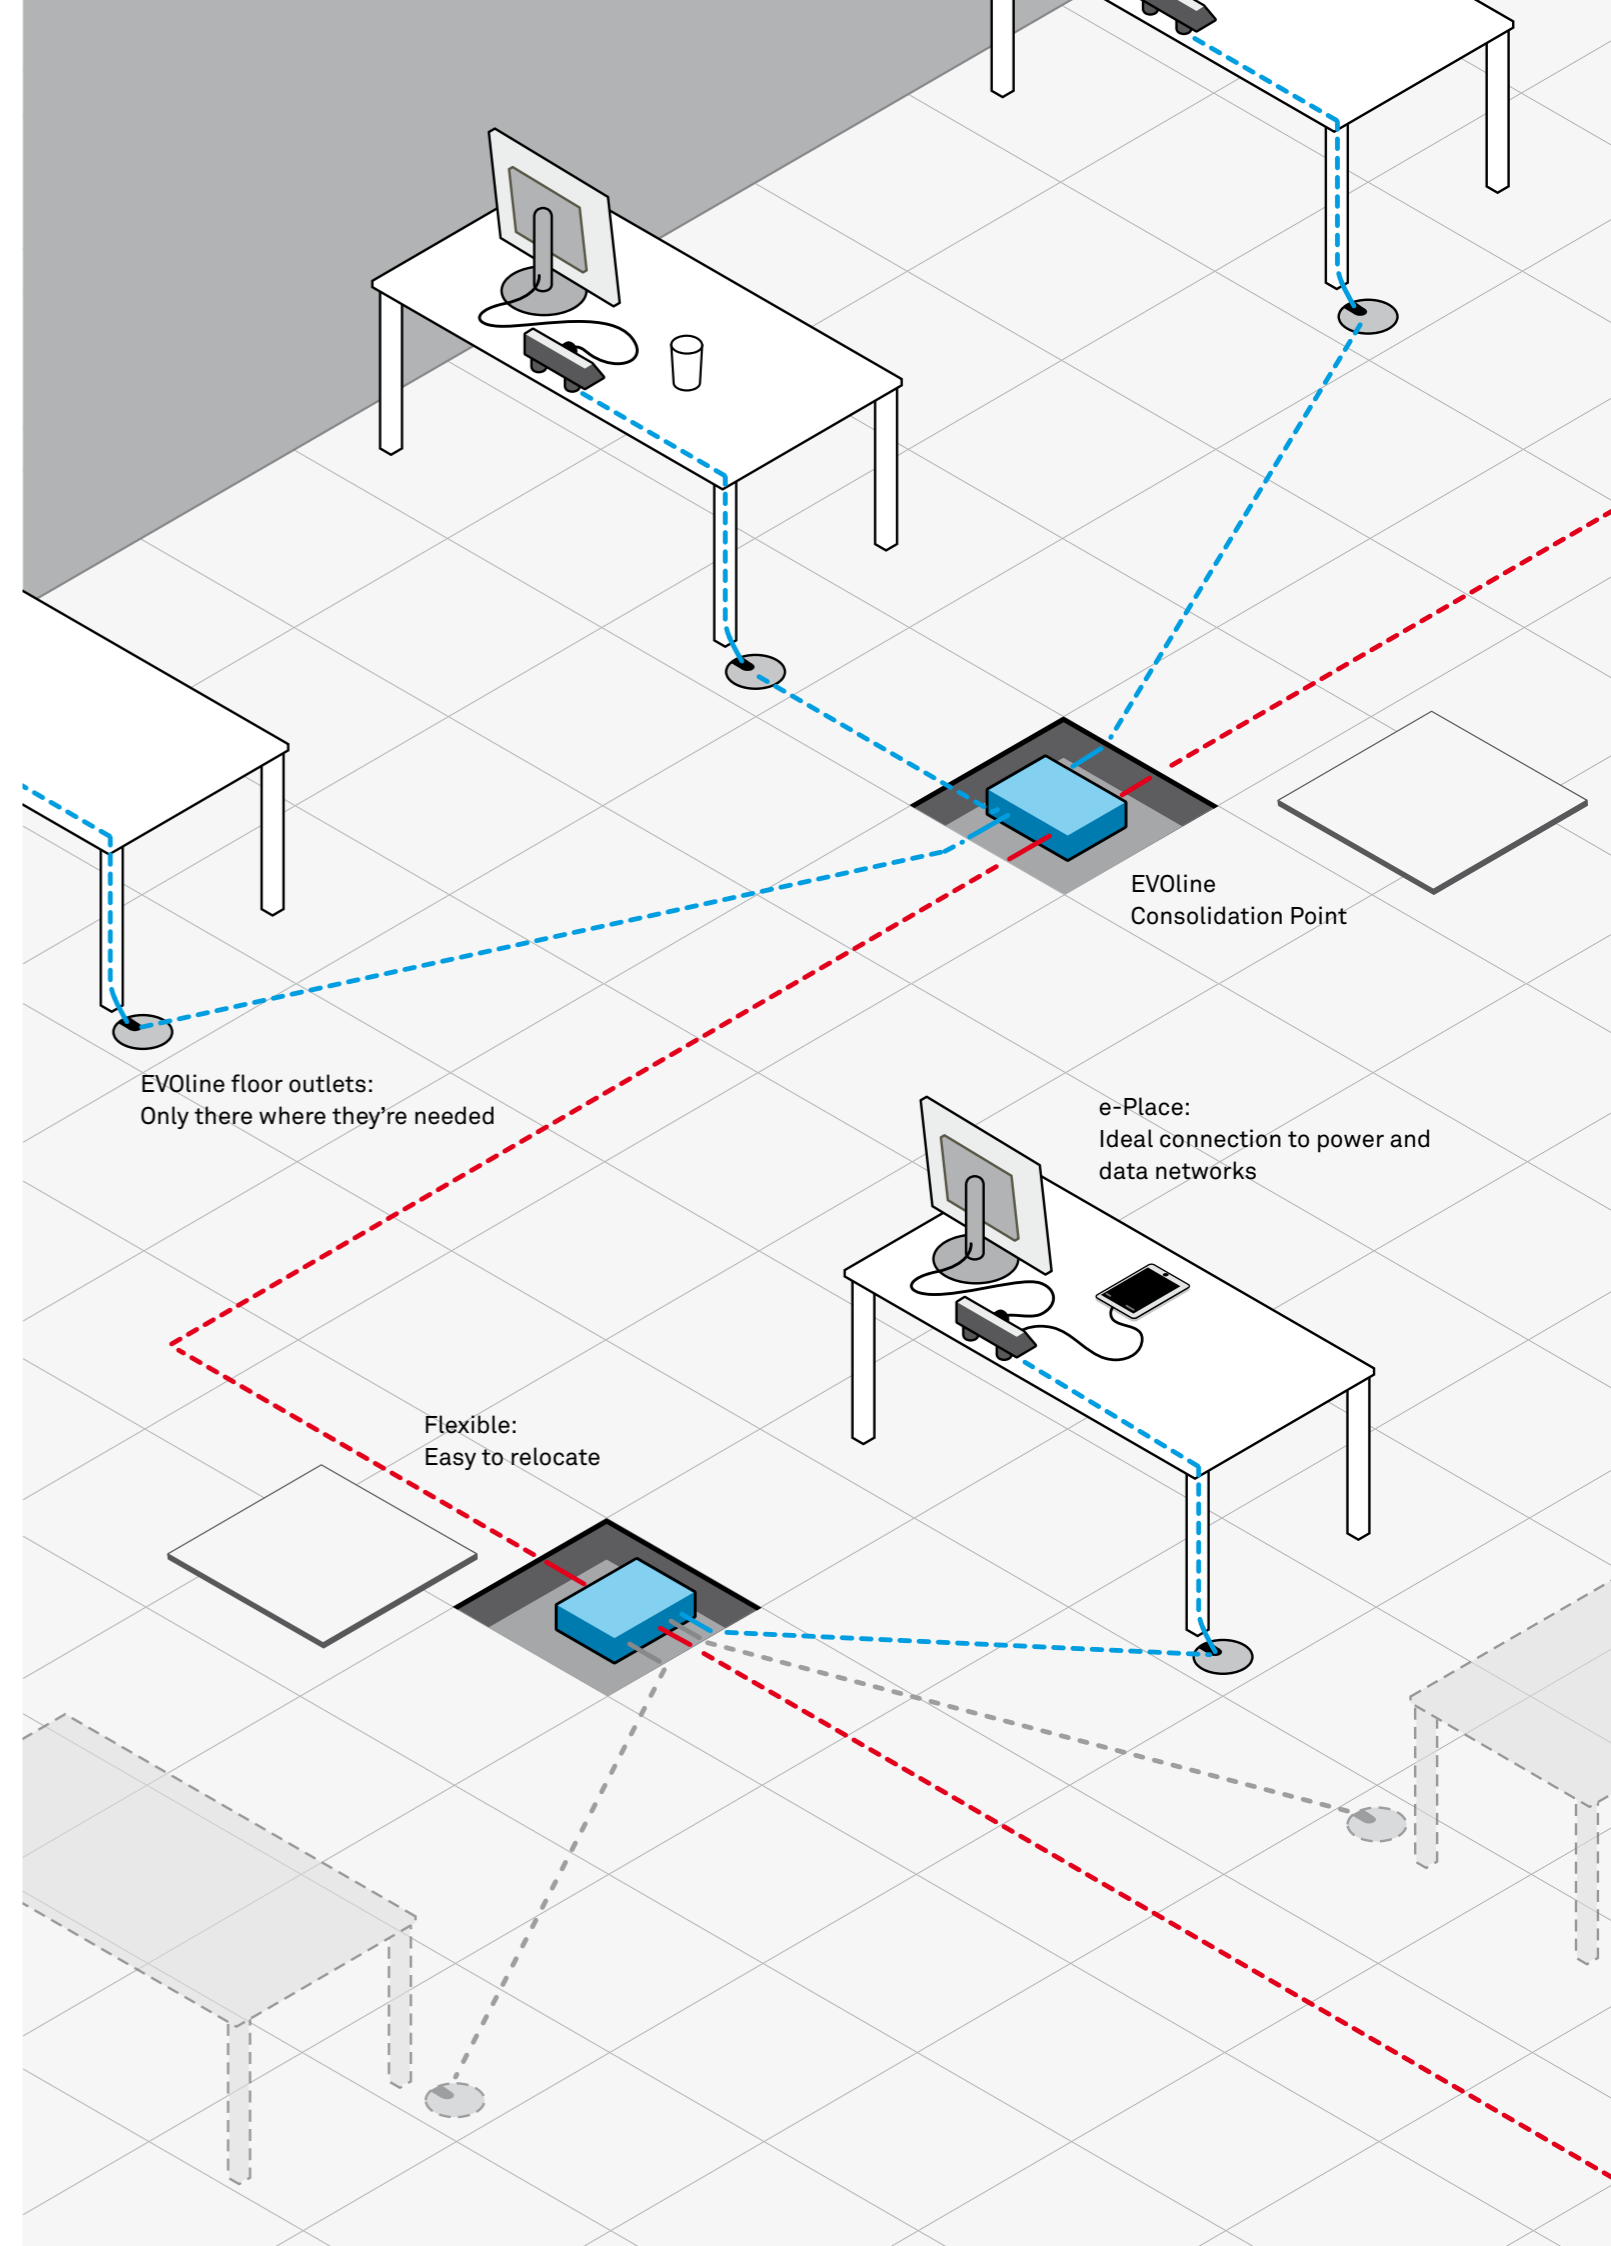 EVOline
Consolidation Point
EVOline floor outlets:
Only there where they’re needed
e-Place:
Ideal connection to power and
data networks
Flexible:
Easy to relocate